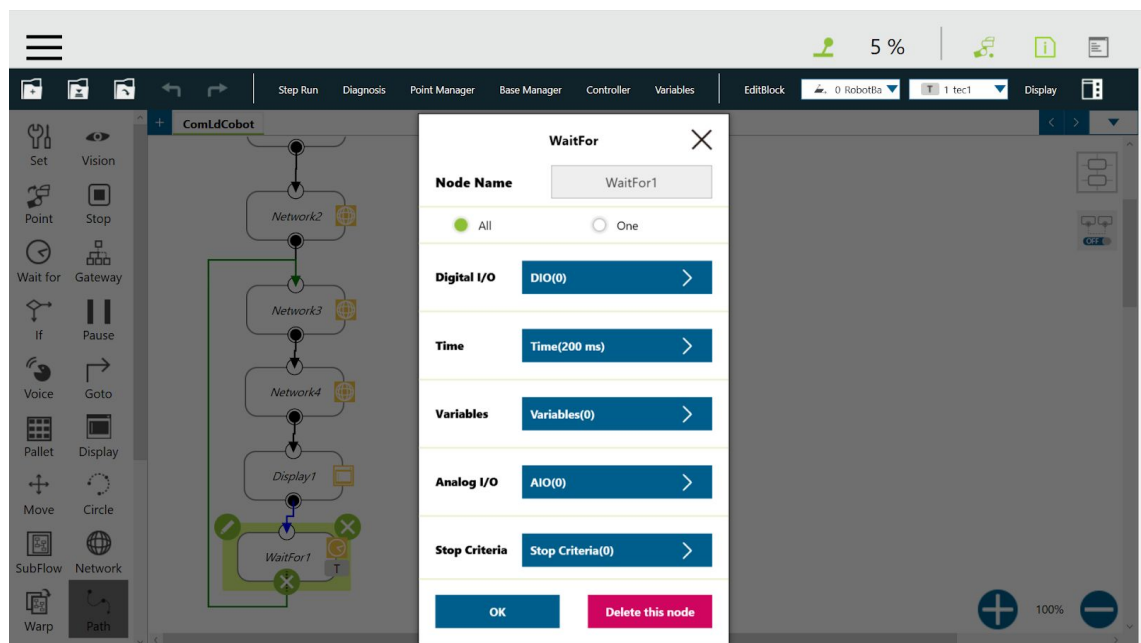 5 %
Step Run Diagnosis Point Manager Base Manager Controller Variables EditBlock 0 RobotBa T 1 tec1 Display
ComLdCobot
Set Vision
Point Stop
Wait for Gateway
If Pause
Voice Goto
Pallet Display
Move Circle
SubFlow Network
Warp Path
Network2
Network3
Network4
Display1
WaitFor1
T
WaitFor
Node Name WaitFor1
All One
Digital I/O DIO(0)
Time Time(200 ms)
Variables Variables(0)
Analog I/O AIO(0)
Stop Criteria Stop Criteria(0)
OK Delete this node
OFF
100%